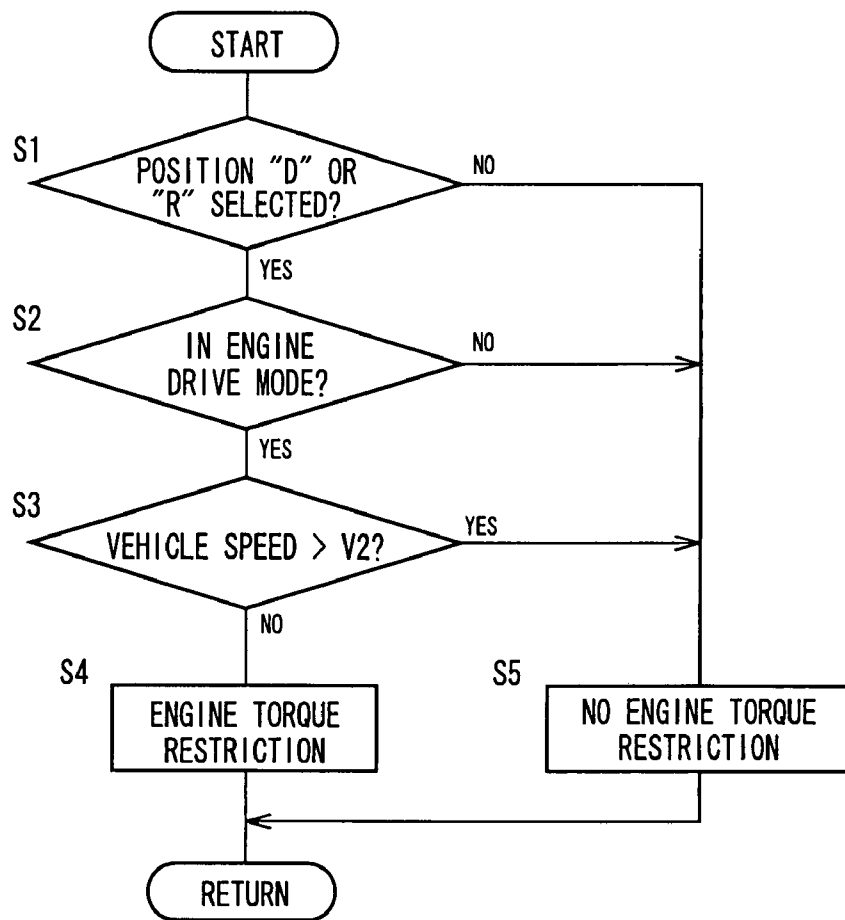 START
S1
POSITION "D" OR
"R" SELECTED?
NO
YES
S2
IN ENGINE
DRIVE MODE?
NO
YES
S3
VEHICLE SPEED > V2?
YES
NO
S4
ENGINE TORQUE
RESTRICTION
S5
NO ENGINE TORQUE
RESTRICTION
RETURN